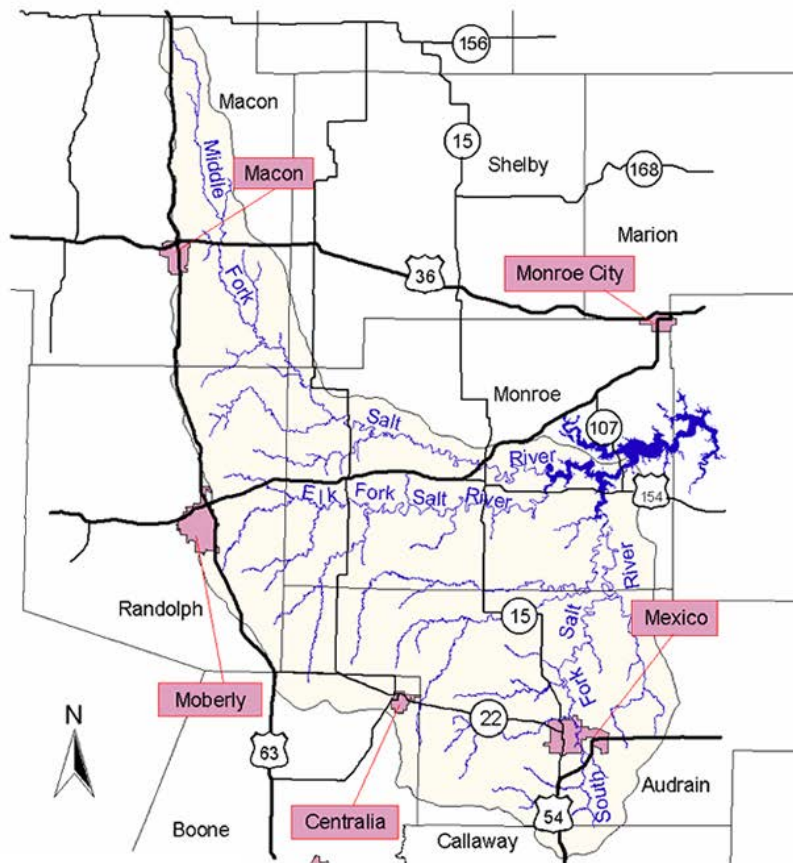 156
Macon
15
Middle
Shelby
Macon
168
Marion
36
Monroe City
Fork
Monroe
Salt
107
River
Elk Fork Salt River
154
River
Randolph
15
Salt
Mexico
Fork
Moberly
N
22
63
South
Audrain
54
Centralia
Boone
Callaway